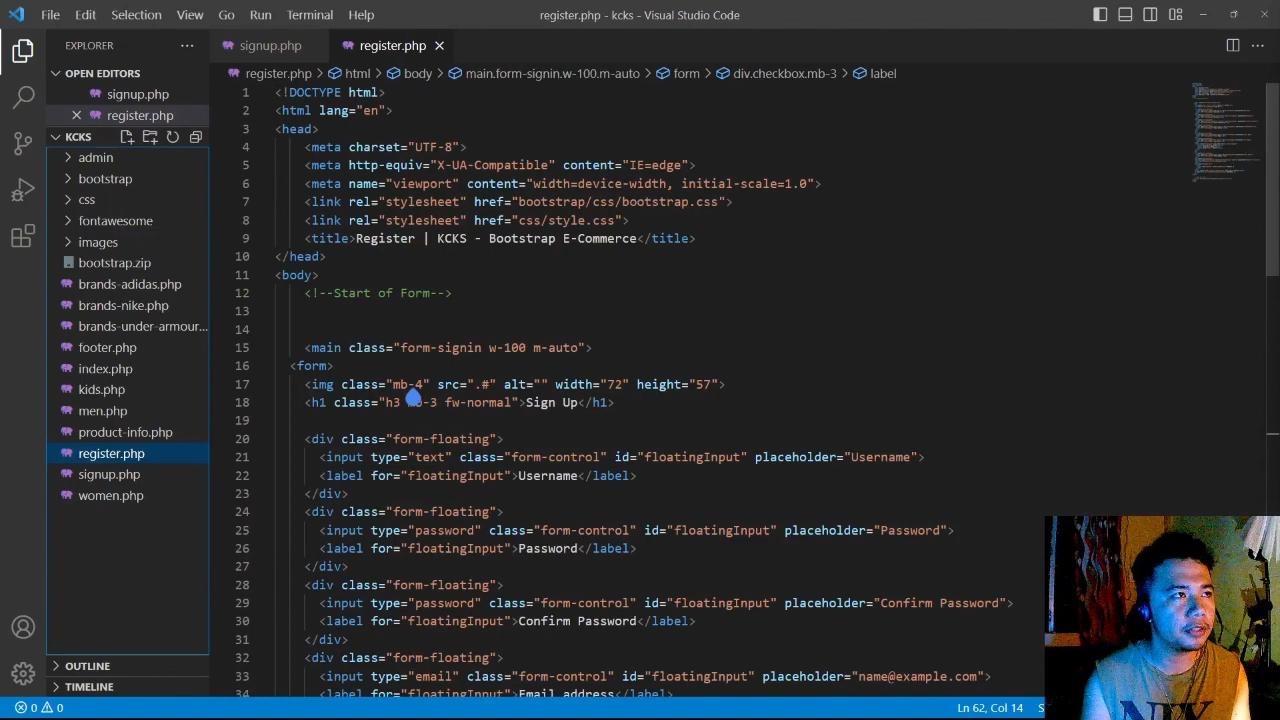 File Edit Selection View Go Run Terminal Help
register.php - kcks - Visual Studio Code
EXPLORER
OPEN EDITORS
signup.php
register.php
KCKS
admin
bootstrap
css
fontawesome
images
bootstrap.zip
brands-adidas.php
brands-nike.php
brands-under-armour...
footer.php
index.php
kids.php
men.php
product-info.php
register.php
signup.php
women.php
OUTLINE
TIMELINE
signup.php register.php
register.php > html > body > main.form-signin.w-100.m-auto > form > div.checkbox.mb-3 > label
1 <!DOCTYPE html>
2 <html lang="en">
3 <head>
4 <meta charset="UTF-8">
5 <meta http-equiv="X-UA-Compatible" content="IE=edge">
6 <meta name="viewport" content="width=device-width, initial-scale=1.0">
7 <link rel="stylesheet" href="bootstrap/css/bootstrap.css">
8 <link rel="stylesheet" href="css/style.css">
9 <title>Register | KCKS - Bootstrap E-Commerce</title>
10 </head>
11 <body>
12 <!--Start of Form-->
13
14
15 <main class="form-signin w-100 m-auto">
16 <form>
17 <img class="mb-4" src=".#" alt="" width="72" height="57">
18 <h1 class="h3 mb-3 fw-normal">Sign Up</h1>
19
20 <div class="form-floating">
21 <input type="text" class="form-control" id="floatingInput" placeholder="Username">
22 <label for="floatingInput">Username</label>
23 </div>
24 <div class="form-floating">
25 <input type="password" class="form-control" id="floatingInput" placeholder="Password">
26 <label for="floatingInput">Password</label>
27 </div>
28 <div class="form-floating">
29 <input type="password" class="form-control" id="floatingInput" placeholder="Confirm Password">
30 <label for="floatingInput">Confirm Password</label>
31 </div>
32 <div class="form-floating">
33 <input type="email" class="form-control" id="floatingInput" placeholder="name@example.com">
34 <label for="floatingInput">Email address</label>
0 0
Ln 62, Col 14